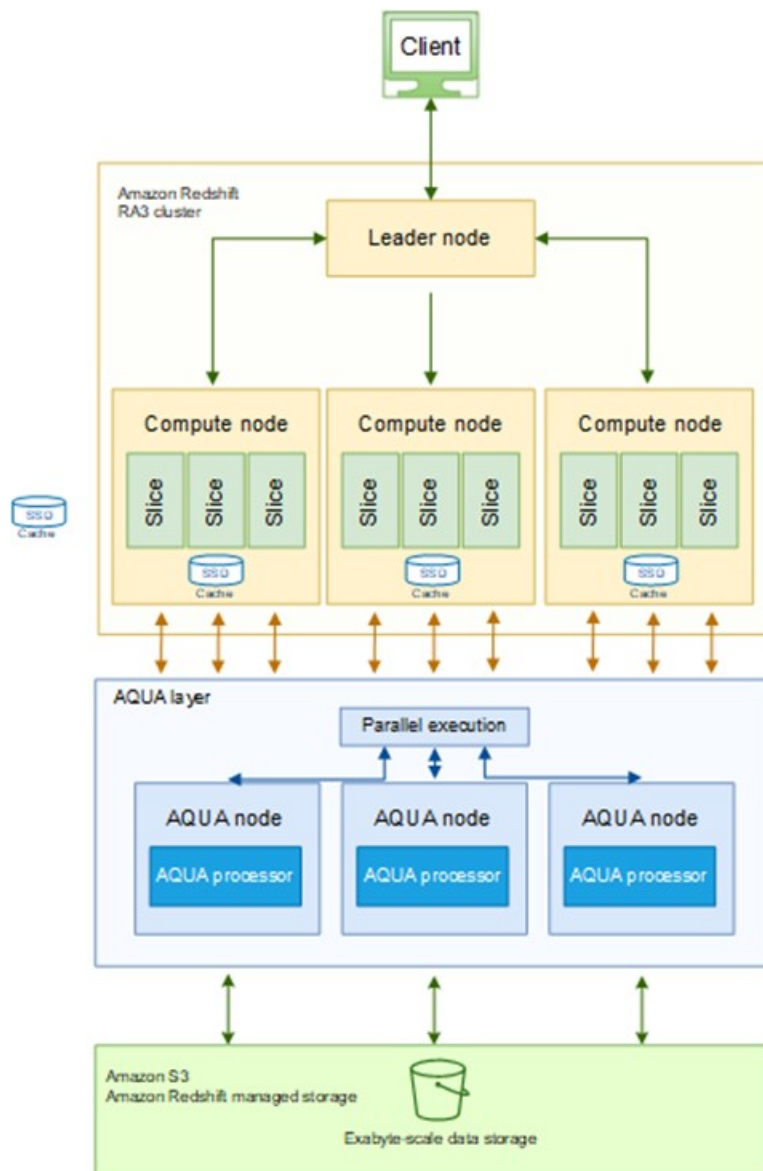 Client
Amazon Redshift
RA3 cluster
Leader node
Compute node
Compute node
Compute node
Slice
Slice
Slice
Slice
Slice
Slice
Slice
Slice
Slice
SSD
Cache
SSD
Cache
SSD
Cache
SSD
Cache
AQUA layer
Parallel execution
AQUA node
AQUA node
AQUA node
AQUA processor
AQUA processor
AQUA processor
Amazon S3
Amazon Redshift managed storage
Exabyte-scale data storage